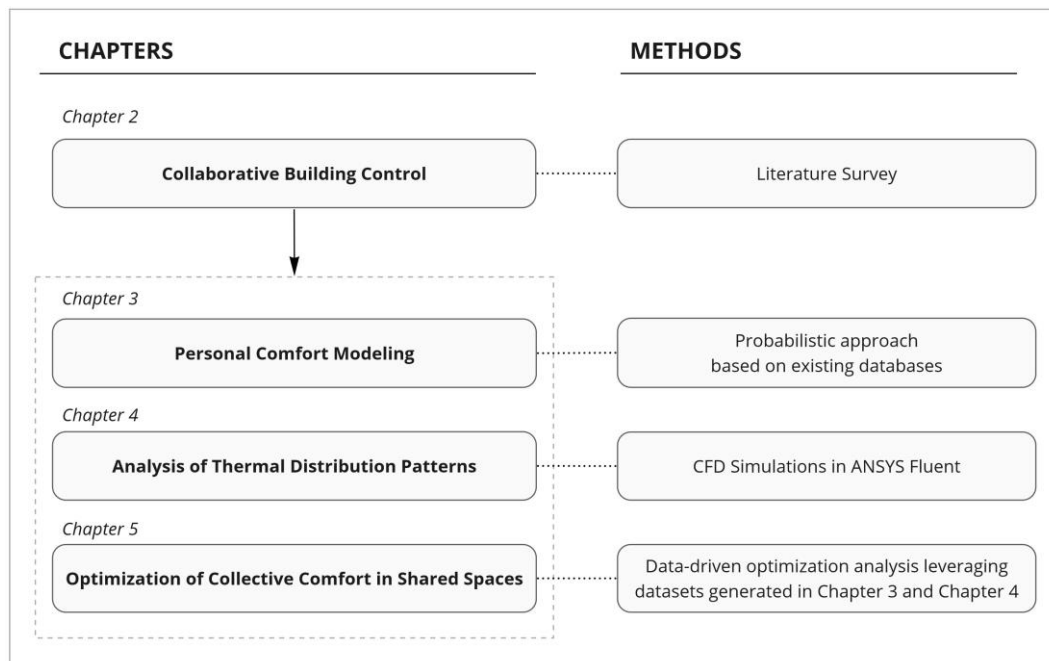 CHAPTERS
METHODS
Chapter 2
Collaborative Building Control
Literature Survey
Chapter 3
Personal Comfort Modeling
Probabilistic approach
based on existing databases
Chapter 4
Analysis of Thermal Distribution Patterns
CFD Simulations in ANSYS Fluent
Chapter 5
Optimization of Collective Comfort in Shared Spaces
Data-driven optimization analysis leveraging
datasets generated in Chapter 3 and Chapter 4